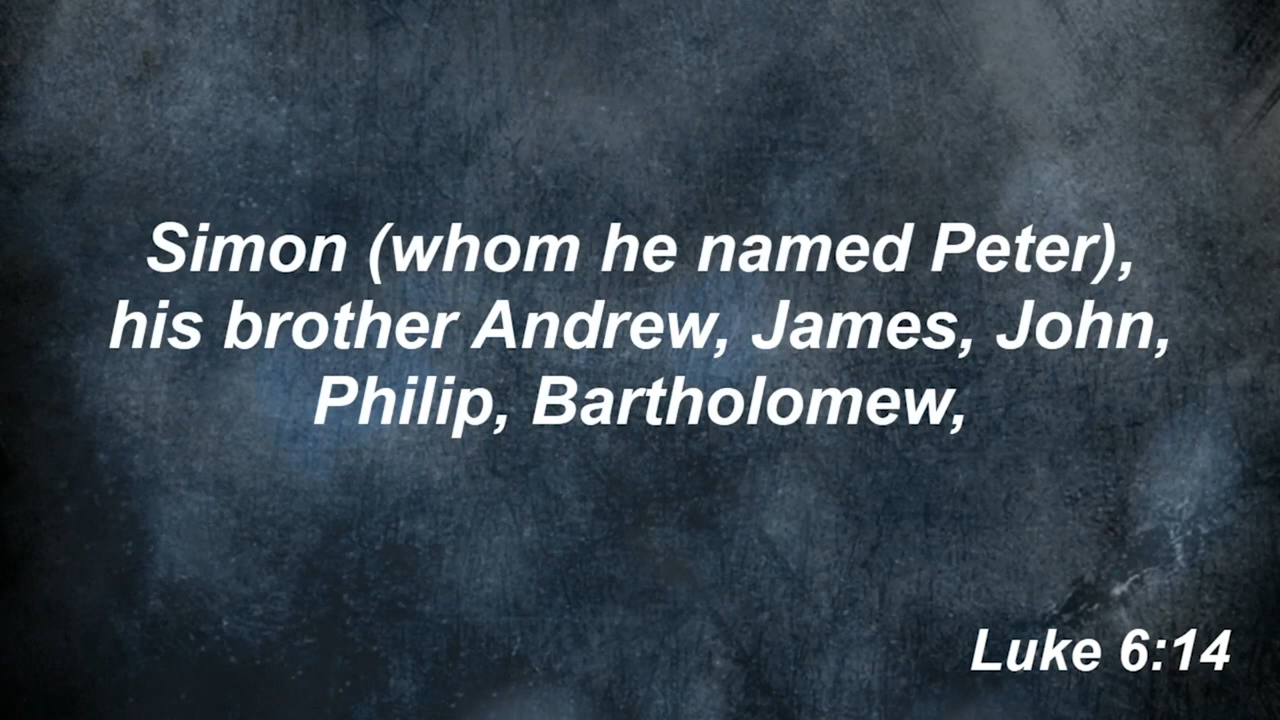 Simon (whom he named Peter),
his brother Andrew, James, John,
Philip, Bartholomew,
Luke 6:14